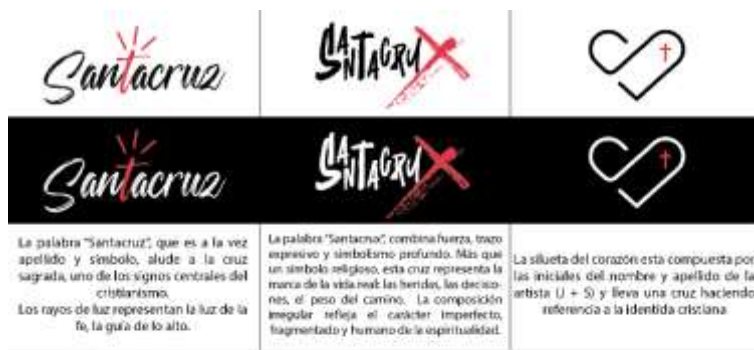 Santacruz
SANTACRUX
Santacruz
SANTACRUX
La palabra "Santacruz", que es a la vez
apellido y símbolo, alude a la cruz
sagrada, uno de los signos centrales del
cristianismo.
Los rayos de luz representan la luz de la
fe, la guía de lo alto.
La palabra "Santacruz", combina fuerza, trazo
expresivo y simbolismo profundo. Más que
un símbolo religioso, esta cruz representa la
marca de la vida real: las heridas, las decisio-
nes, el peso del camino. La composición
irregular refleja el carácter imperfecto,
fragmentado y humano de la espiritualidad.
La silueta del corazón esta compuesta por
las iniciales del nombre y apellido de la
artista (J + S) y lleva una cruz haciendo
referencia a la identida cristiana